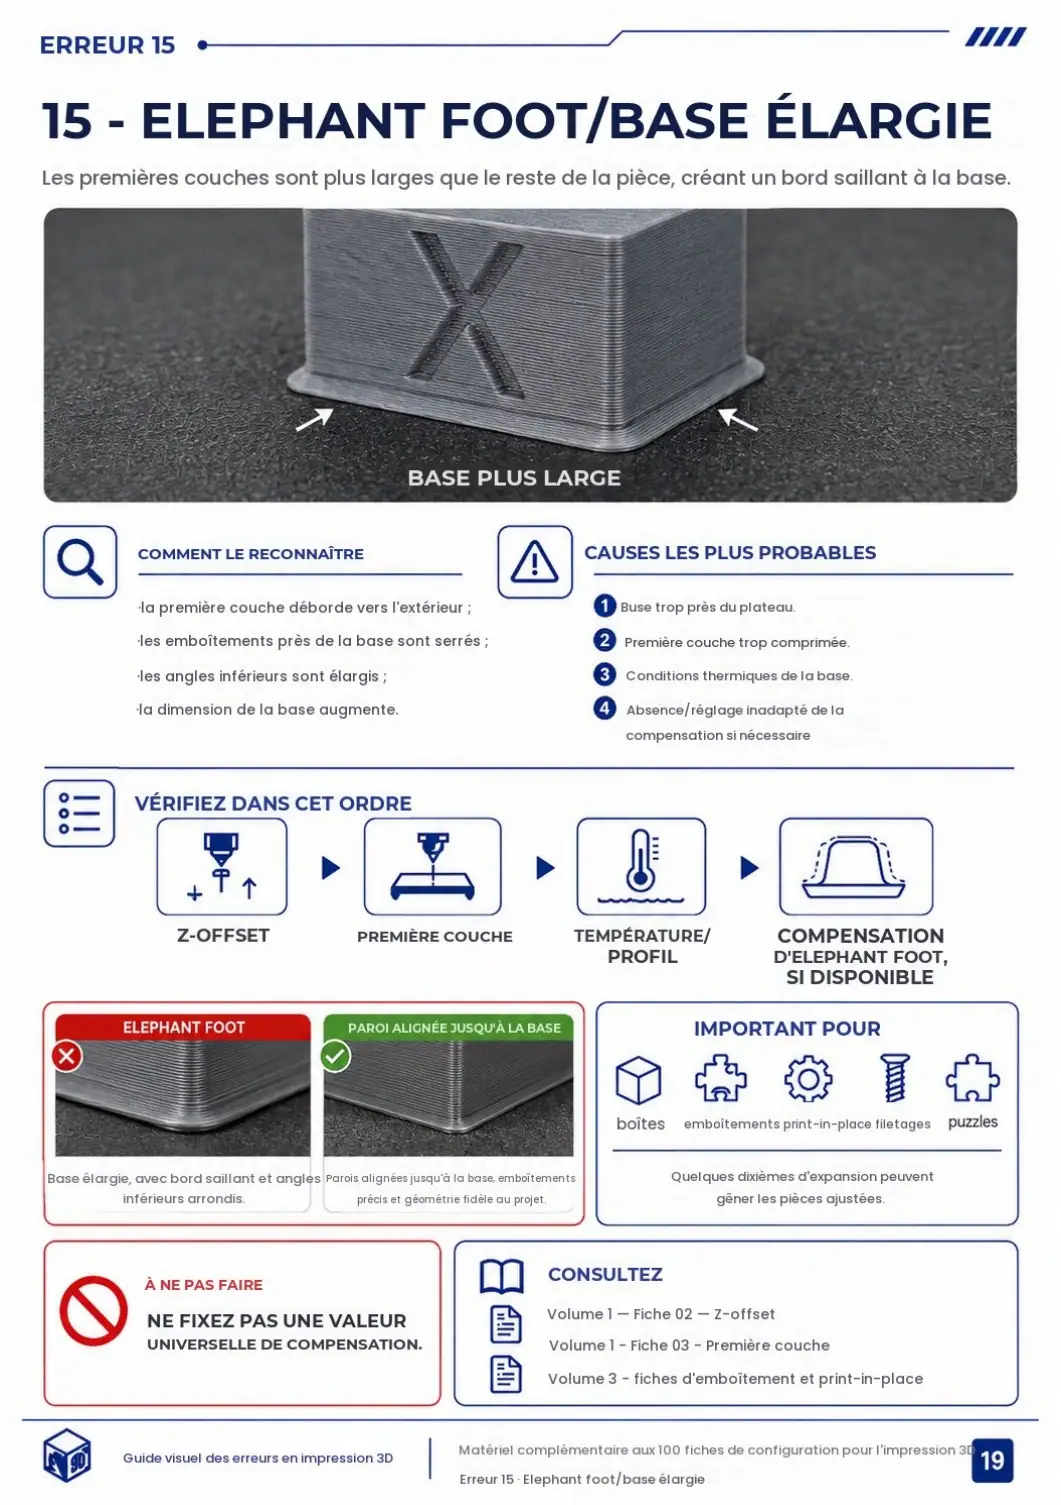 ERREUR 15
15 - ELEPHANT FOOT/BASE ÉLARGIE
Les premières couches sont plus larges que le reste de la pièce, créant un bord saillant à la base.
X
BASE PLUS LARGE
COMMENT LE RECONNAÎTRE
·la première couche déborde vers l'extérieur ;
·les emboîtements près de la base sont serrés ;
·les angles inférieurs sont élargis ;
·la dimension de la base augmente.
CAUSES LES PLUS PROBABLES
1 Buse trop près du plateau.
2 Première couche trop comprimée.
3 Conditions thermiques de la base.
4 Absence/réglage inadapté de la
compensation si nécessaire
VÉRIFIEZ DANS CET ORDRE
Z-OFFSET
PREMIÈRE COUCHE
TEMPÉRATURE/
PROFIL
COMPENSATION
D'ELEPHANT FOOT,
SI DISPONIBLE
ELEPHANT FOOT
Base élargie, avec bord saillant et angles
inférieurs arrondis.
PAROI ALIGNÉE JUSQU'À LA BASE
Parois alignées jusqu'à la base, emboîtements
précis et géométrie fidèle au projet.
IMPORTANT POUR
boîtes
emboîtements
print-in-place
filetages
puzzles
Quelques dixièmes d'expansion peuvent
gêner les pièces ajustées.
À NE PAS FAIRE
NE FIXEZ PAS UNE VALEUR
UNIVERSELLE DE COMPENSATION.
CONSULTEZ
Volume 1 — Fiche 02 — Z-offset
Volume 1 - Fiche 03 - Première couche
Volume 3 - fiches d'emboîtement et print-in-place
Guide visuel des erreurs en impression 3D
Matériel complémentaire aux 100 fiches de configuration pour l'impression 3D
Erreur 15 · Elephant foot/base élargie
19